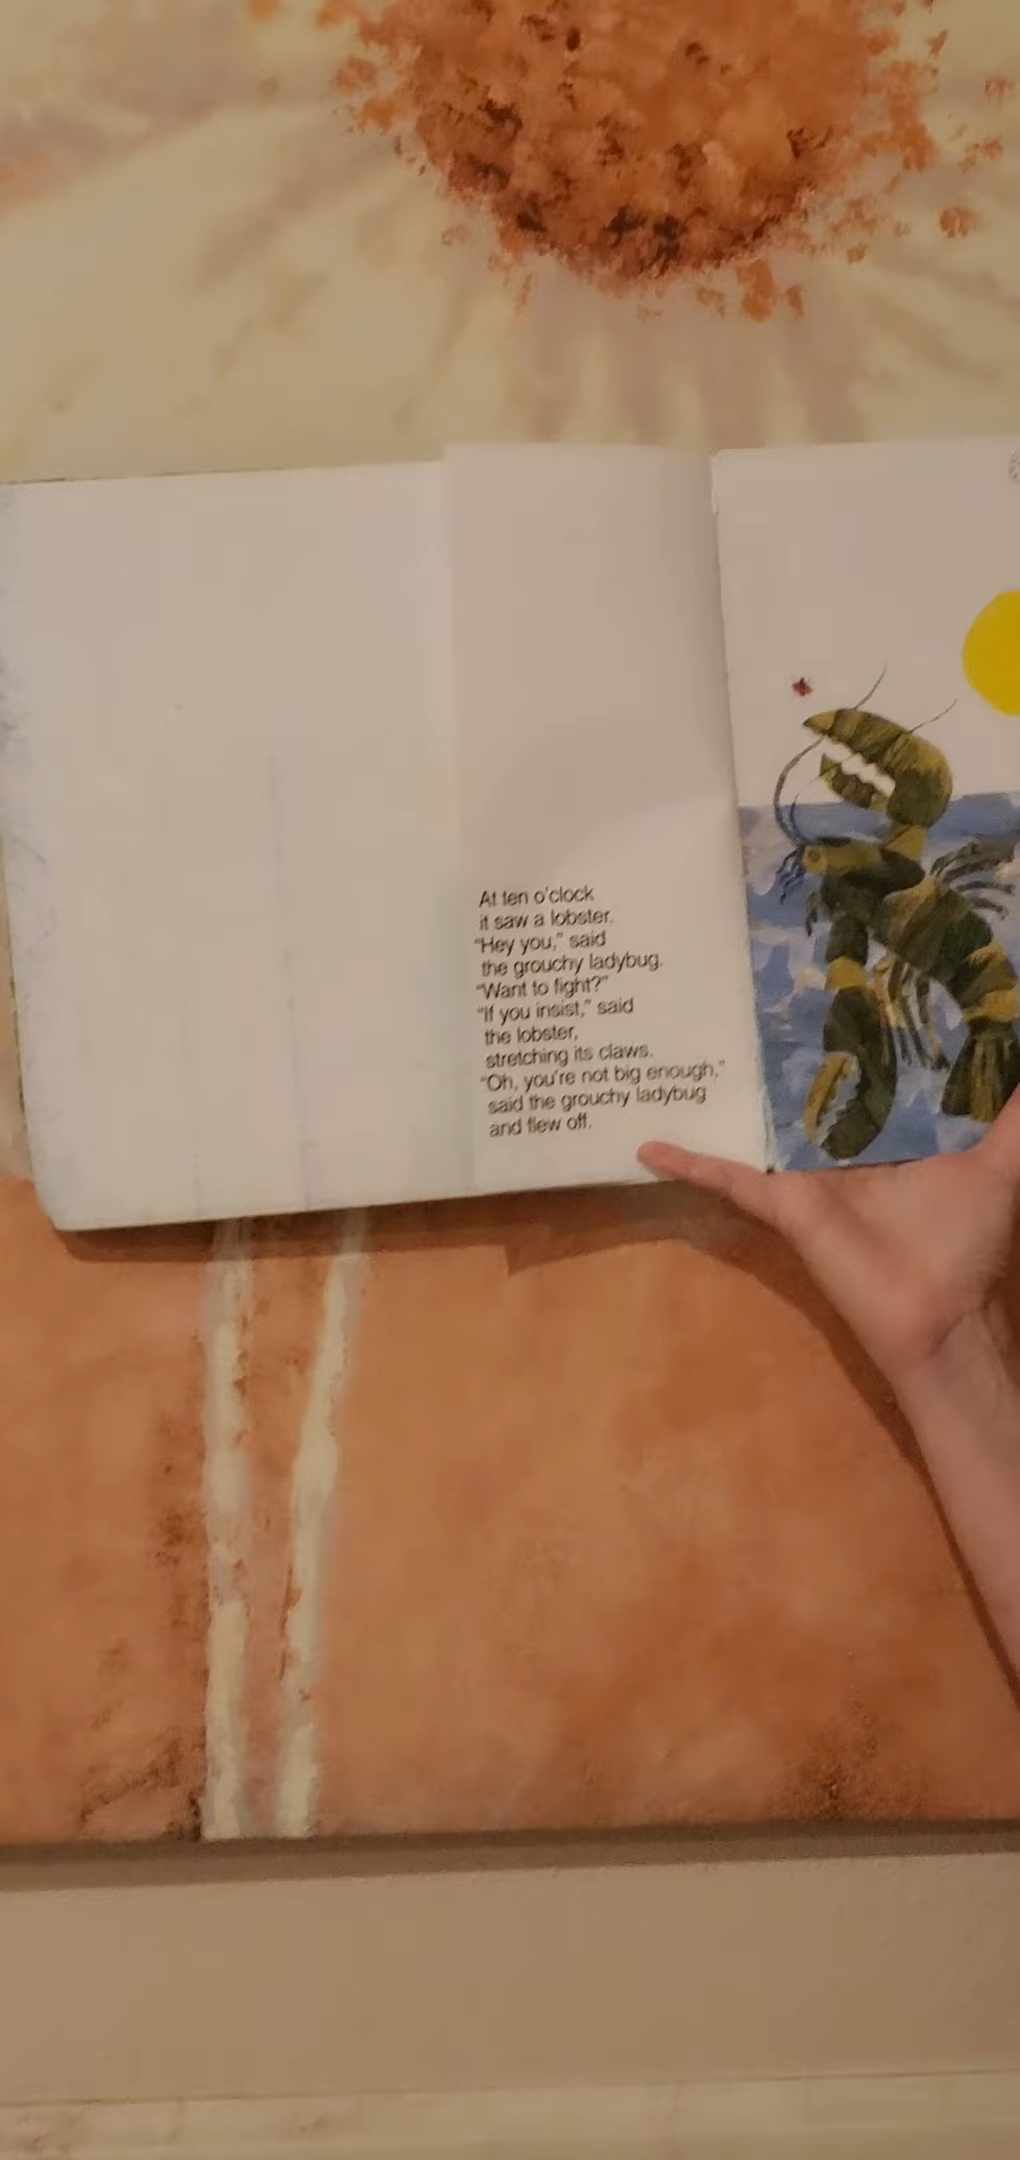 At ten o'clock
it saw a lobster.
"Hey you," said
the grouchy ladybug.
"Want to fight?"
"If you insist," said
the lobster,
stretching its claws.
"Oh, you're not big enough,"
said the grouchy ladybug
and flew off.